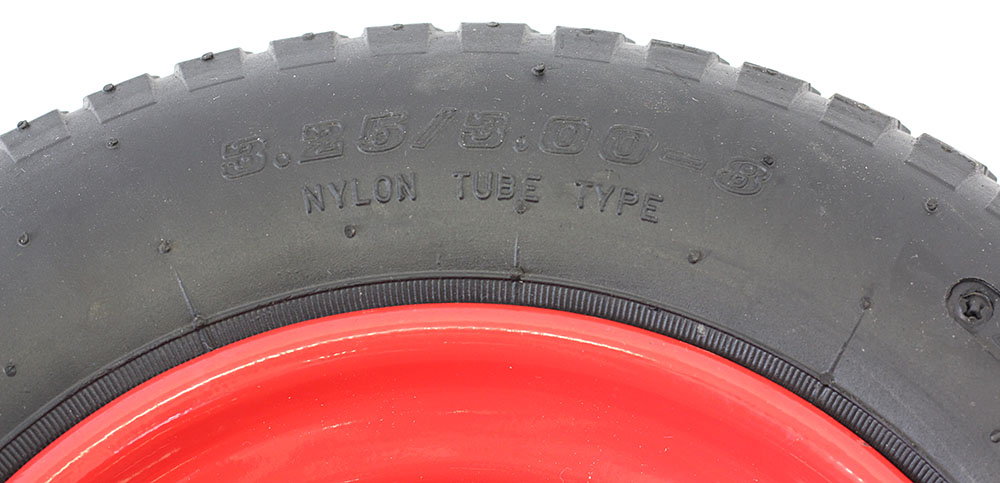 3.25/3.00-8
NYLON TUBE TYPE